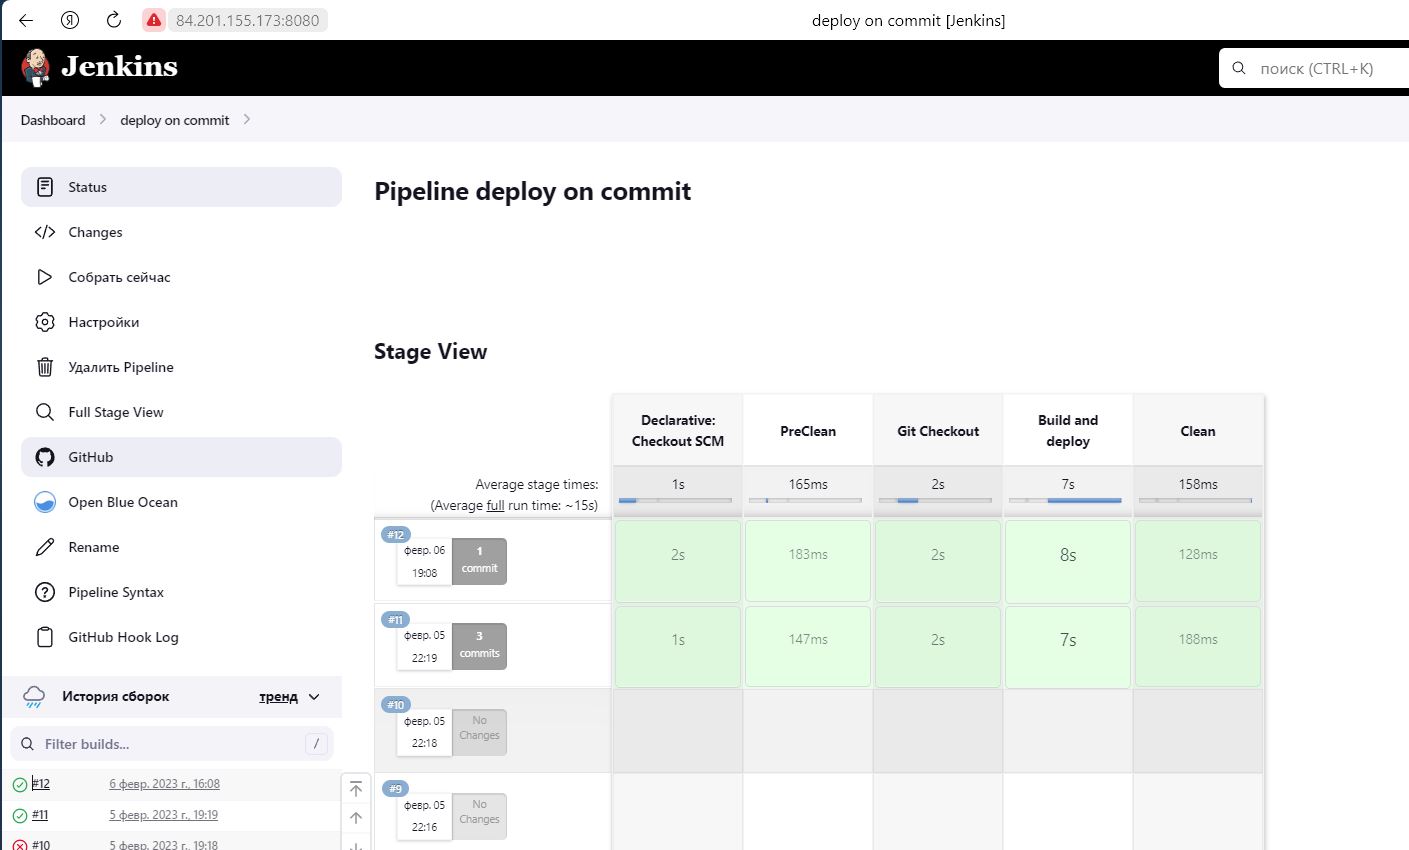 84.201.155.173:8080
deploy on commit [Jenkins]
Jenkins
поиск (CTRL+K)
Dashboard
deploy on commit
Status
Changes
Собрать сейчас
Настройки
Удалить Pipeline
Full Stage View
GitHub
Open Blue Ocean
Rename
Pipeline Syntax
GitHub Hook Log
История сборок
тренд
Filter builds...
/
#12 6 февр. 2023 г., 16:08
#11 5 февр. 2023 г., 19:19
#10 5 февр. 2023 г., 19:18
Pipeline deploy on commit
Stage View
Declarative:
Checkout SCM
PreClean
Git Checkout
Build and
deploy
Clean
Average stage times:
(Average full run time: ~15s)
1s 165ms 2s 7s 158ms
#12
февр. 06
19:08
1
commit
2s 183ms 2s 8s 128ms
#11
февр. 05
22:19
3
commits
1s 147ms 2s 7s 188ms
#10
февр. 05
22:18
No
Changes
#9
февр. 05
22:16
No
Changes